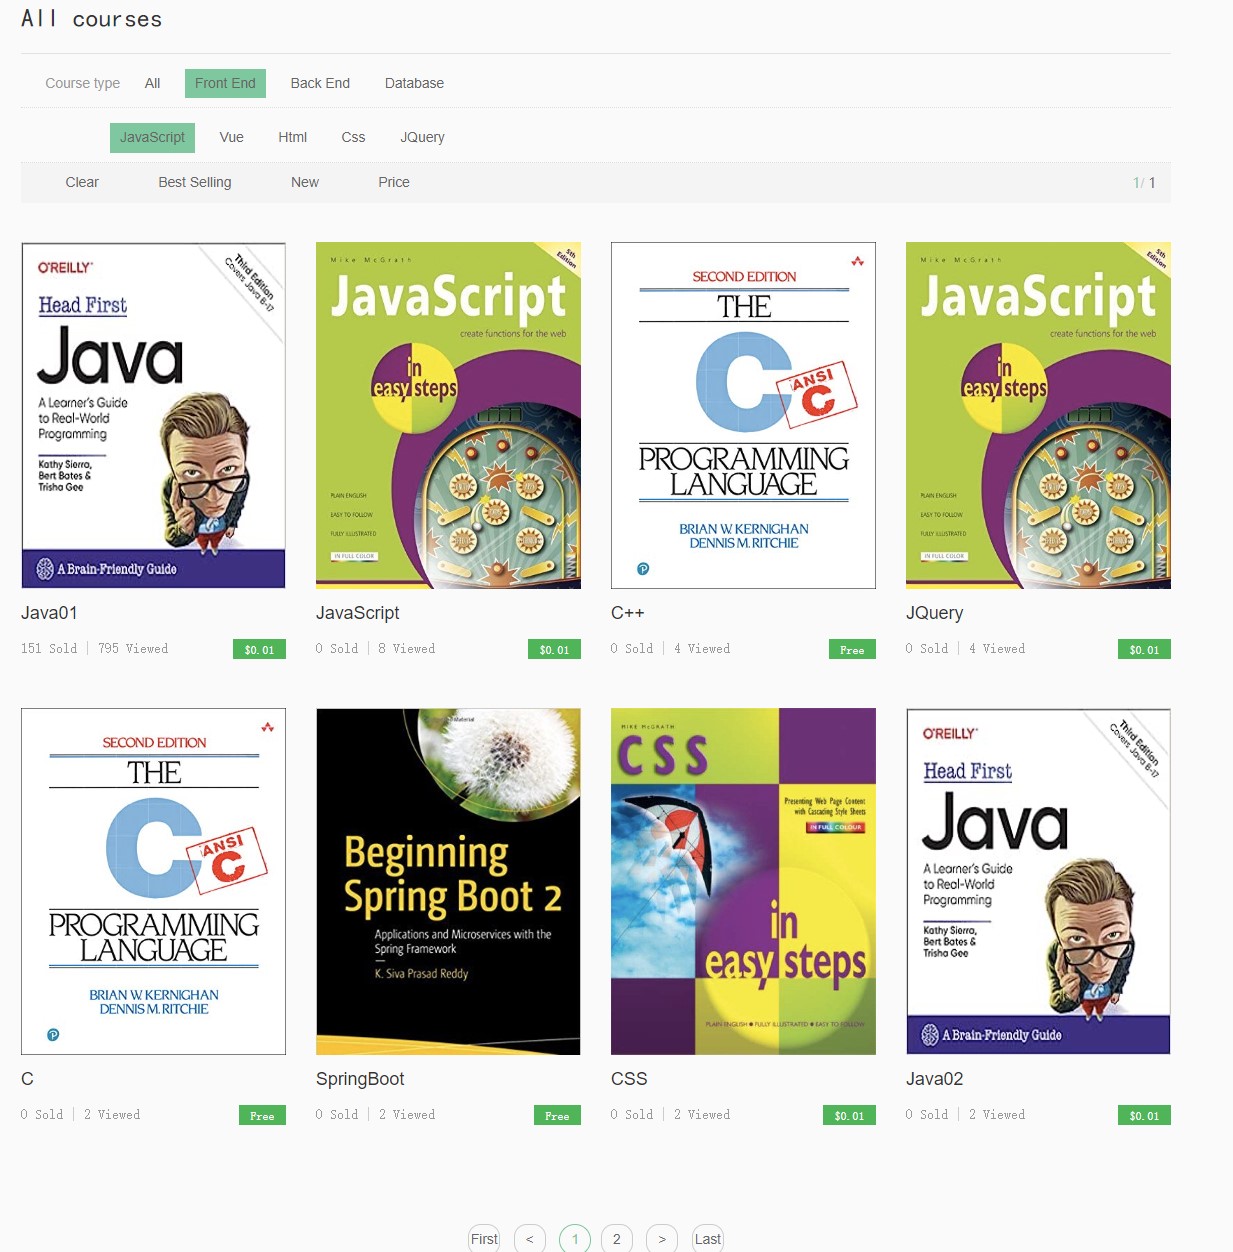 All courses
Course type All Front End Back End Database
JavaScript Vue Html Css JQuery
Clear Best Selling New Price 1/ 1
O'REILLY®
Third Edition
Covers Java 8-17
Head First
Java
A Learner's Guide
to Real-World
Programming
Kathy Sierra,
Bert Bates &
Trisha Gee
A Brain-Friendly Guide
Mike McGrath
5th
Edition
JavaScript
create functions for the web
in
easy steps
PLAIN ENGLISH
EASY TO FOLLOW
FULLY ILLUSTRATED
IN FULL COLOR
SECOND EDITION
THE
C
ANSI
C
PROGRAMMING
LANGUAGE
BRIAN W. KERNIGHAN
DENNIS M. RITCHIE
Mike McGrath
5th
Edition
JavaScript
create functions for the web
in
easy steps
PLAIN ENGLISH
EASY TO FOLLOW
FULLY ILLUSTRATED
IN FULL COLOR
Java01
151 Sold | 795 Viewed $0.01
JavaScript
0 Sold | 8 Viewed $0.01
C++
0 Sold | 4 Viewed Free
JQuery
0 Sold | 4 Viewed $0.01
SECOND EDITION
THE
C
ANSI
C
PROGRAMMING
LANGUAGE
BRIAN W. KERNIGHAN
DENNIS M. RITCHIE
Beginning
Spring Boot 2
Applications and Microservices with the
Spring Framework
K. Siva Prasad Reddy
MIKE McGRATH
CSS
Presenting Web Page Content
with Cascading Style Sheets
IN FULL COLOUR
in
easy steps
PLAIN ENGLISH ● FULLY ILLUSTRATED ● EASY TO FOLLOW
O'REILLY®
Third Edition
Covers Java 8-17
Head First
Java
A Learner's Guide
to Real-World
Programming
Kathy Sierra,
Bert Bates &
Trisha Gee
A Brain-Friendly Guide
C
0 Sold | 2 Viewed Free
SpringBoot
0 Sold | 2 Viewed Free
CSS
0 Sold | 2 Viewed $0.01
Java02
0 Sold | 2 Viewed $0.01
First < 1 2 > Last